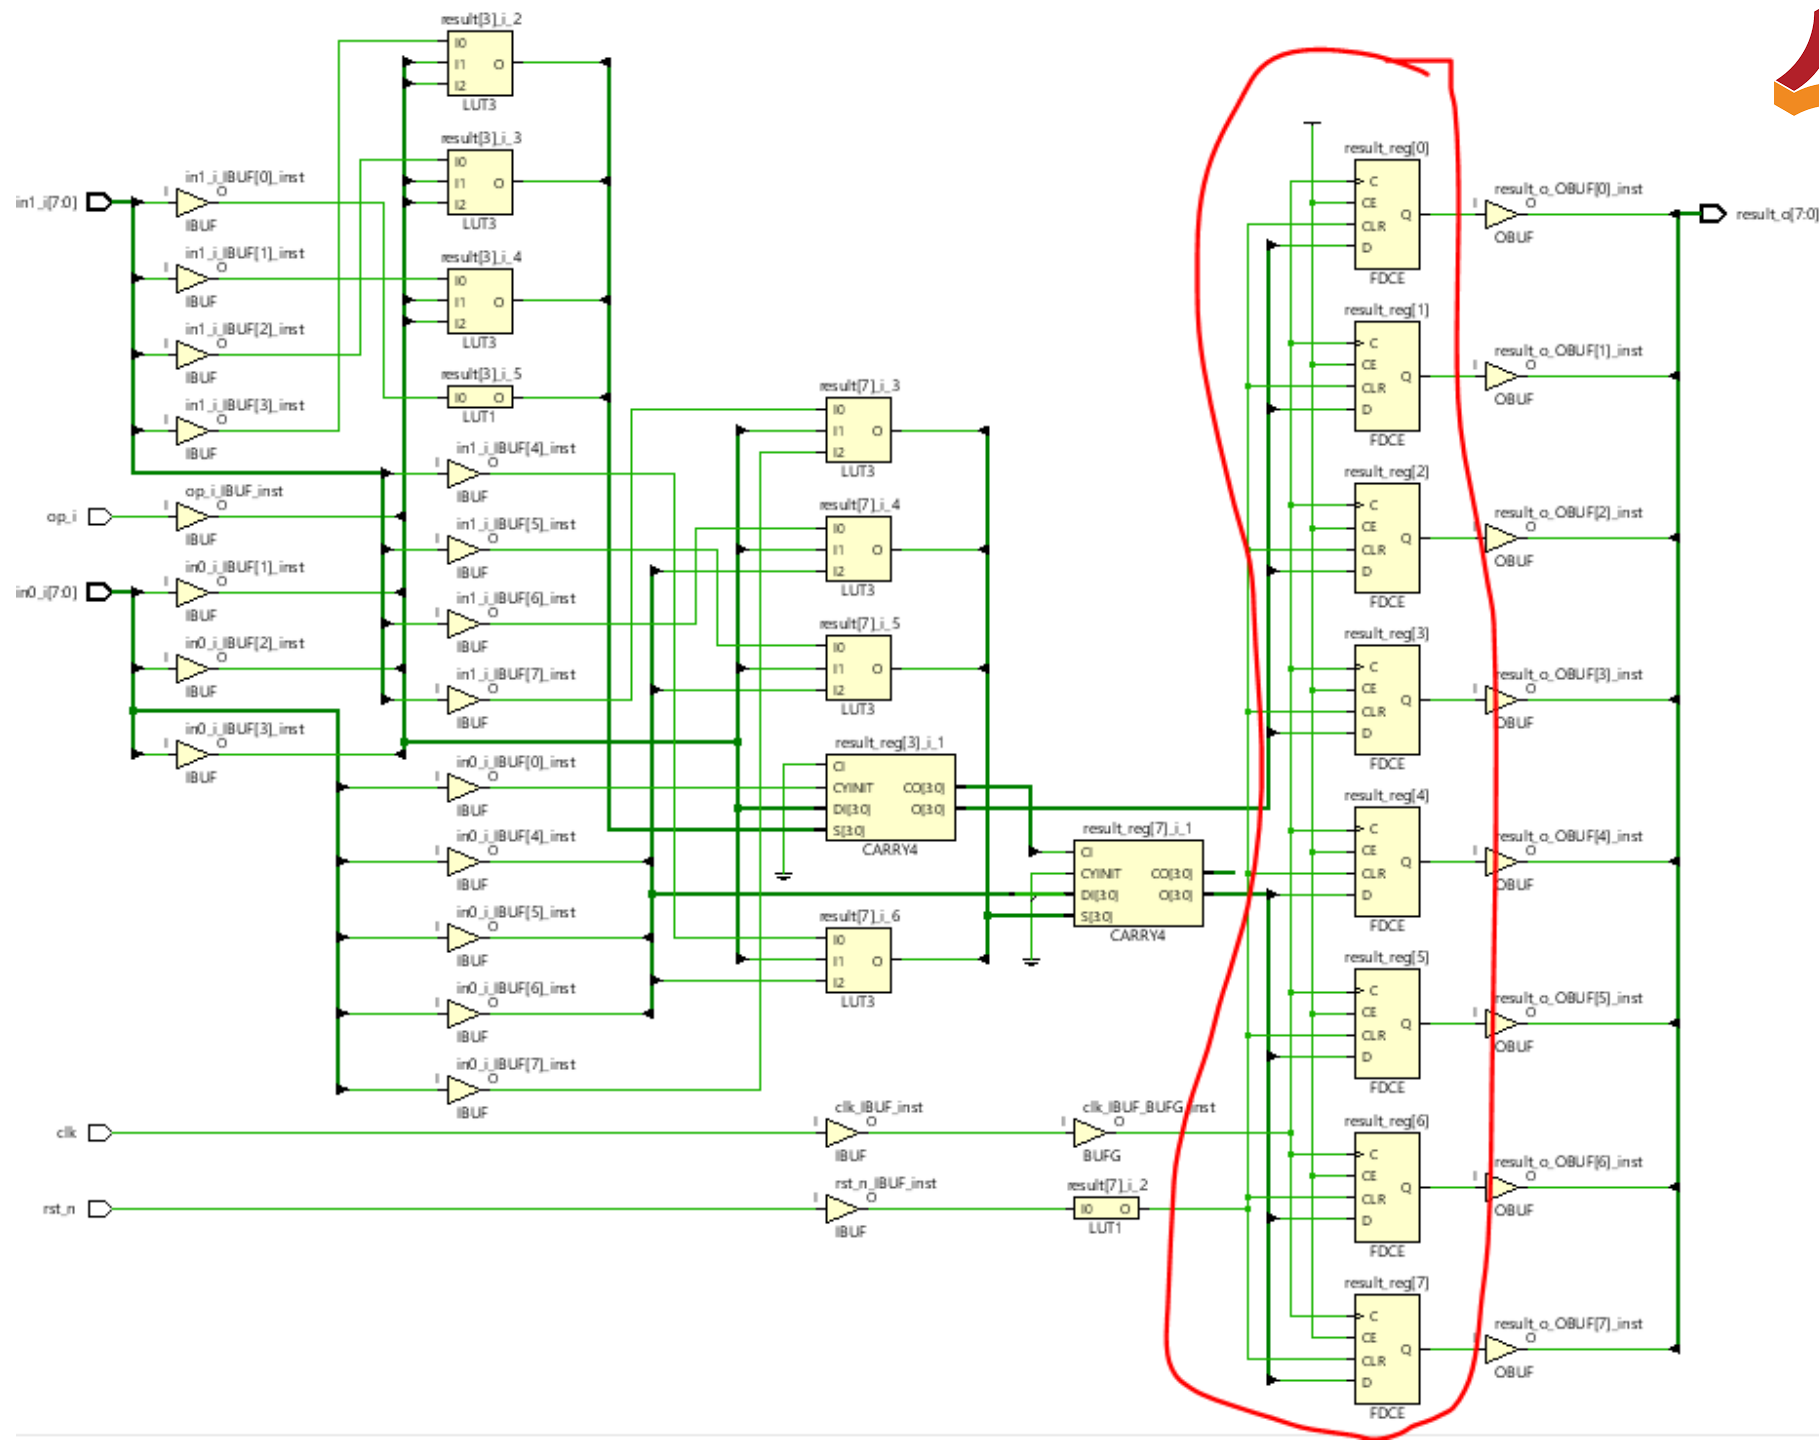 result[3]_i_2
I0
I1
I2
O
LUT3
result[3]_i_3
I0
I1
I2
O
LUT3
result[3]_i_4
I0
I1
I2
O
LUT3
result[3]_i_5
I0
O
LUT1
in1_i[7:0]
in1_i_IBUF[0]_inst
I
O
IBUF
in1_i_IBUF[1]_inst
I
O
IBUF
in1_i_IBUF[2]_inst
I
O
IBUF
in1_i_IBUF[3]_inst
I
O
IBUF
op_i
op_i_IBUF_inst
I
O
IBUF
in0_i[7:0]
in0_i_IBUF[1]_inst
I
O
IBUF
in0_i_IBUF[2]_inst
I
O
IBUF
in0_i_IBUF[3]_inst
I
O
IBUF
in1_i_IBUF[4]_inst
I
O
IBUF
in1_i_IBUF[5]_inst
I
O
IBUF
in1_i_IBUF[6]_inst
I
O
IBUF
in1_i_IBUF[7]_inst
I
O
IBUF
in0_i_IBUF[0]_inst
I
O
IBUF
in0_i_IBUF[4]_inst
I
O
IBUF
in0_i_IBUF[5]_inst
I
O
IBUF
in0_i_IBUF[6]_inst
I
O
IBUF
in0_i_IBUF[7]_inst
I
O
IBUF
result[7]_i_3
I0
I1
I2
O
LUT3
result[7]_i_4
I0
I1
I2
O
LUT3
result[7]_i_5
I0
I1
I2
O
LUT3
result_reg[3]_i_1
CI
CYINIT
DI[3:0]
S[3:0]
CO[3:0]
O[3:0]
CARRY4
result_reg[7]_i_1
CI
CYINIT
DI[3:0]
S[3:0]
CO[3:0]
O[3:0]
CARRY4
result[7]_i_6
I0
I1
I2
O
LUT3
clk
clk_IBUF_inst
I
O
IBUF
clk_IBUF_BUFG_inst
I
O
BUFG
rst_n
rst_n_IBUF_inst
I
O
IBUF
result[7]_i_2
I0
O
LUT1
result_reg[0]
C
CE
CLR
D
Q
FDCE
result_reg[1]
C
CE
CLR
D
Q
FDCE
result_reg[2]
C
CE
CLR
D
Q
FDCE
result_reg[3]
C
CE
CLR
D
Q
FDCE
result_reg[4]
C
CE
CLR
D
Q
FDCE
result_reg[5]
C
CE
CLR
D
Q
FDCE
result_reg[6]
C
CE
CLR
D
Q
FDCE
result_reg[7]
C
CE
CLR
D
Q
FDCE
result_o_OBUF[0]_inst
I
O
OBUF
result_o_OBUF[1]_inst
I
O
OBUF
result_o_OBUF[2]_inst
I
O
OBUF
result_o_OBUF[3]_inst
I
O
OBUF
result_o_OBUF[4]_inst
I
O
OBUF
result_o_OBUF[5]_inst
I
O
OBUF
result_o_OBUF[6]_inst
I
O
OBUF
result_o_OBUF[7]_inst
I
O
OBUF
result_o[7:0]